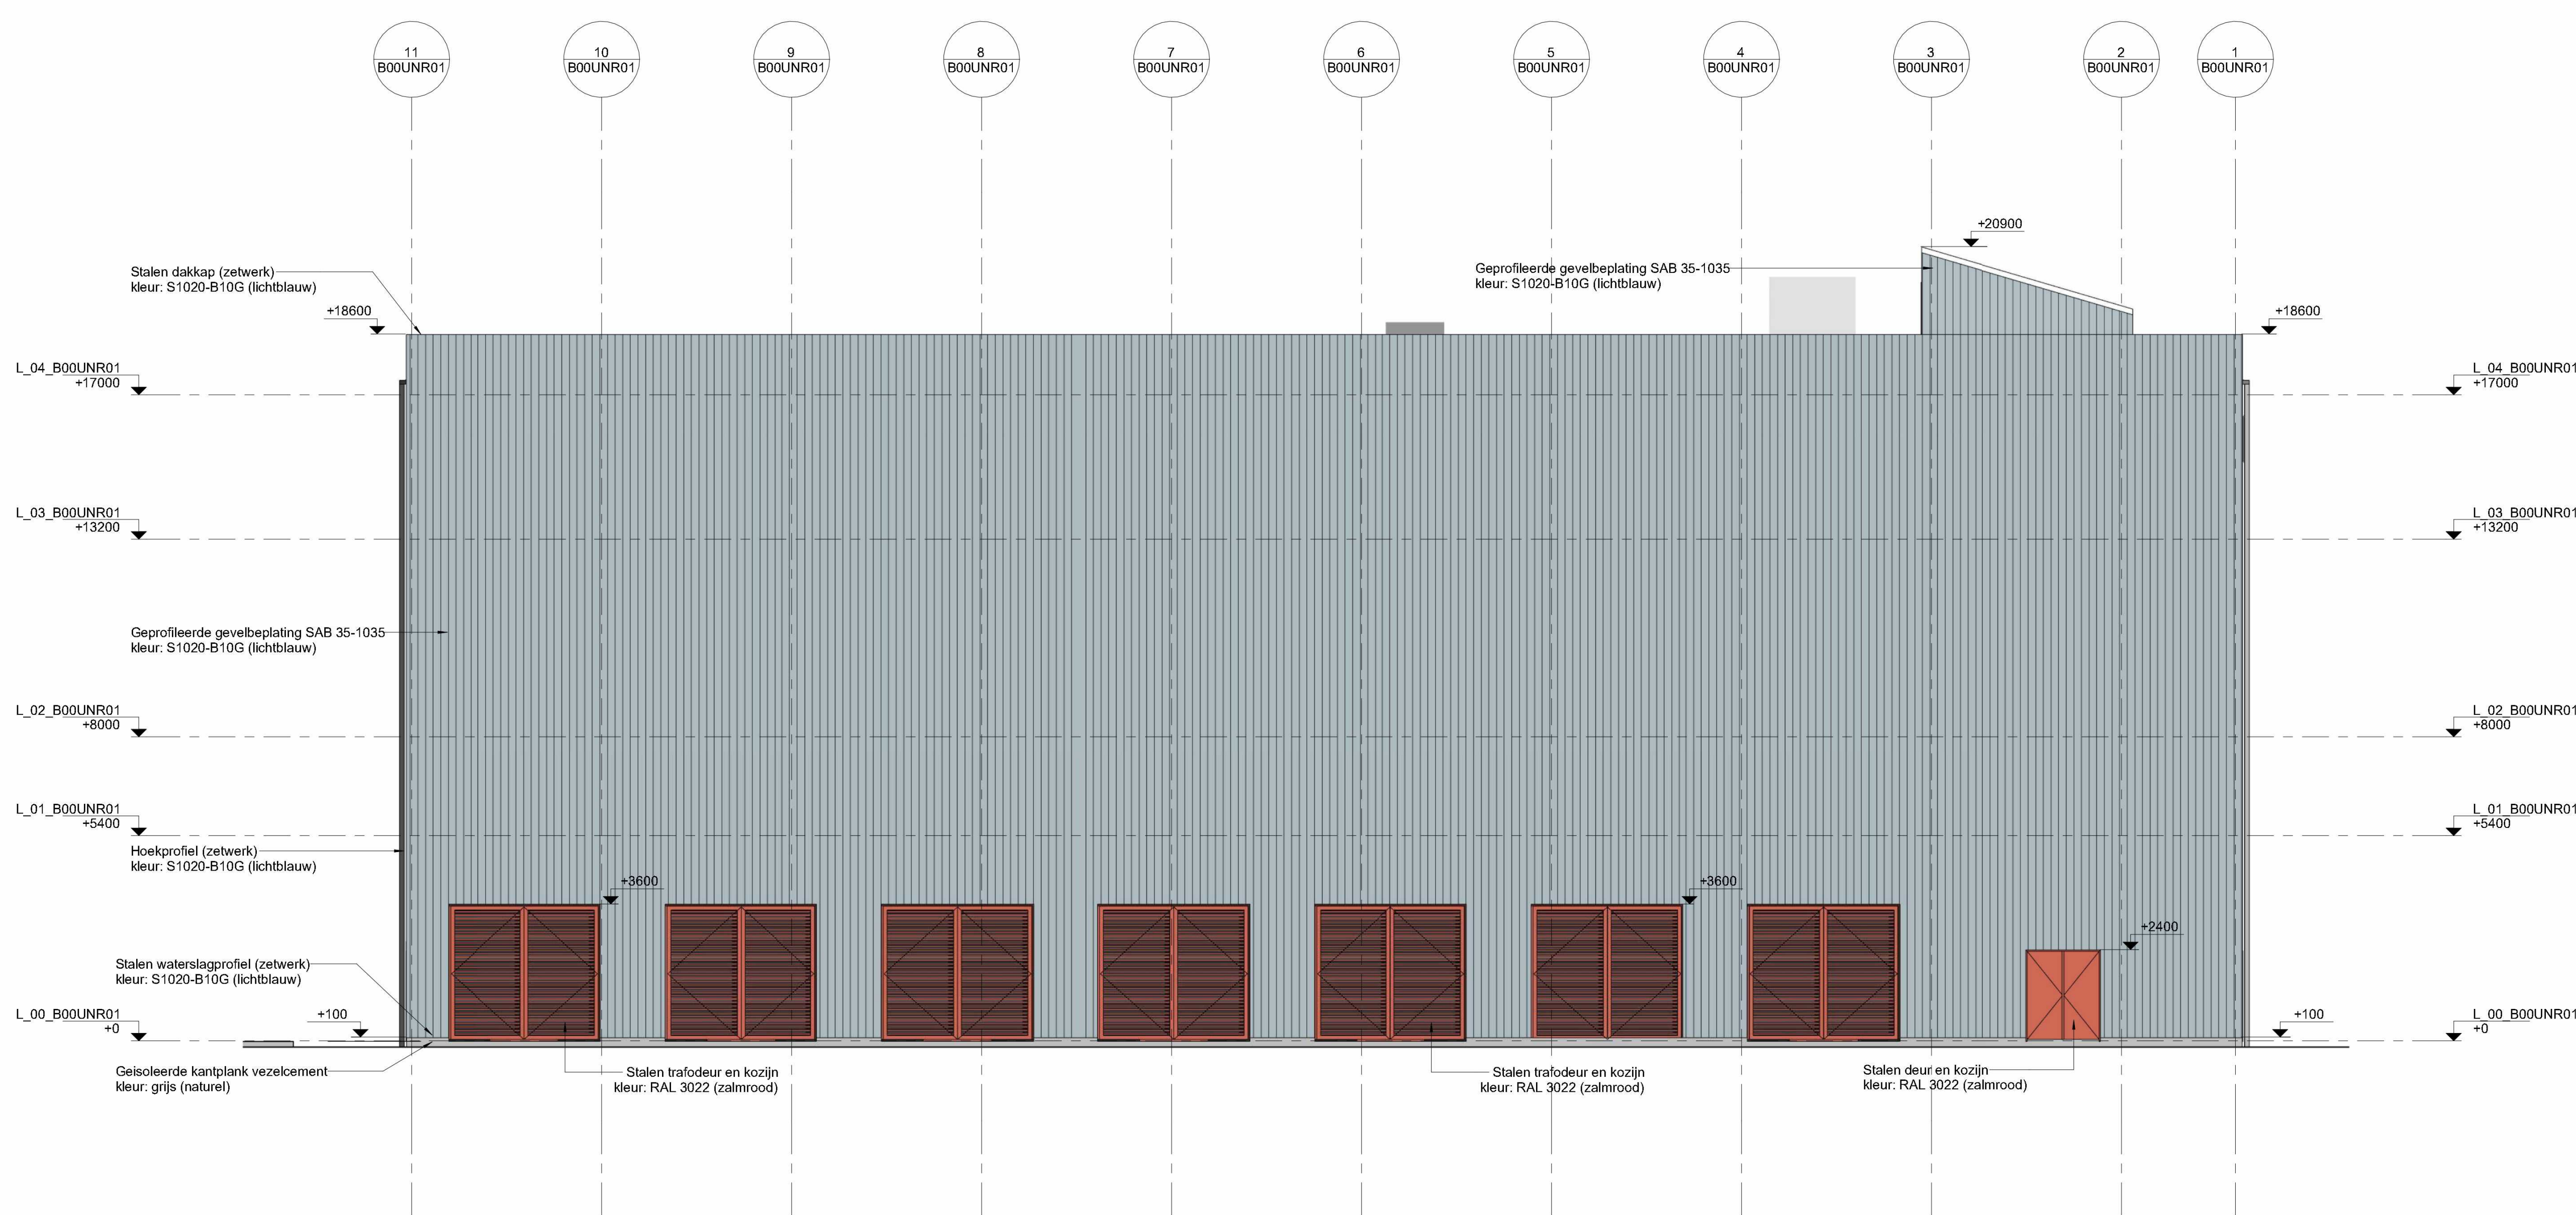 11
B00UNR01
10
B00UNR01
9
B00UNR01
8
B00UNR01
7
B00UNR01
6
B00UNR01
5
B00UNR01
4
B00UNR01
3
B00UNR01
2
B00UNR01
1
B00UNR01
+20900
Stalen dakkap (zetwerk)
kleur: S1020-B10G (lichtblauw)
Geprofileerde gevelbeplating SAB 35-1035
kleur: S1020-B10G (lichtblauw)
+18600
+18600
L_04_B00UNR01
+17000
L_04_B00UNR01
+17000
L_03_B00UNR01
+13200
L_03_B00UNR01
+13200
Geprofileerde gevelbeplating SAB 35-1035
kleur: S1020-B10G (lichtblauw)
L_02_B00UNR01
+8000
L_02_B00UNR01
+8000
L_01_B00UNR01
+5400
L_01_B00UNR01
+5400
Hoekprofiel (zetwerk)
kleur: S1020-B10G (lichtblauw)
+3600
+3600
+2400
Stalen waterslagprofiel (zetwerk)
kleur: S1020-B10G (lichtblauw)
L_00_B00UNR01
+0
+100
+100
L_00_B00UNR01
+0
Geisoleerde kantplank vezelcement
kleur: grijs (naturel)
Stalen trafodeur en kozijn
kleur: RAL 3022 (zalmrood)
Stalen trafodeur en kozijn
kleur: RAL 3022 (zalmrood)
Stalen deur en kozijn
kleur: RAL 3022 (zalmrood)